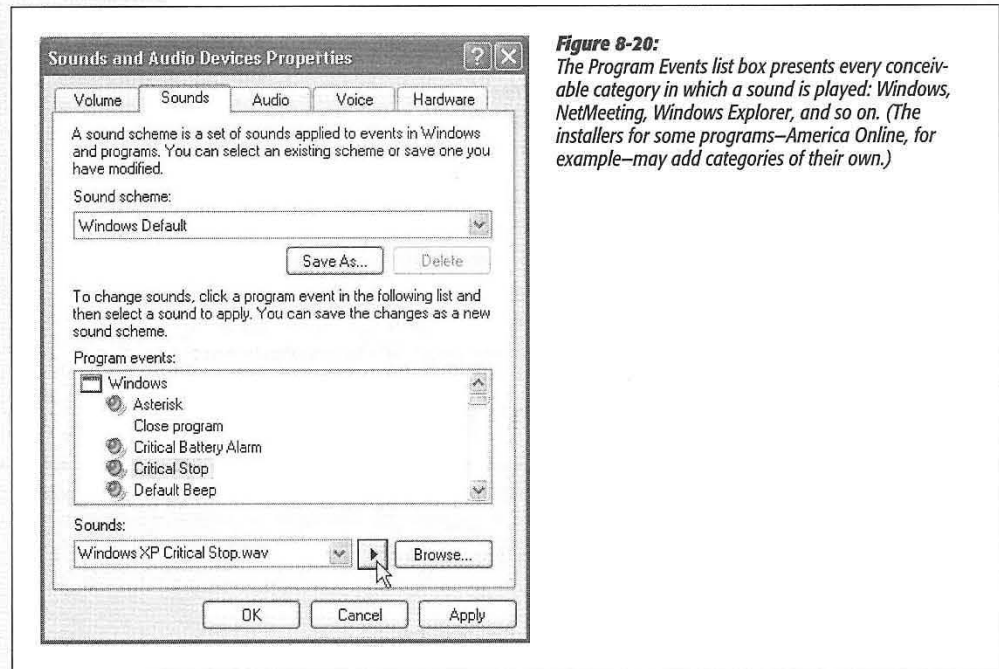 Sounds and Audio Devices Properties
Volume Sounds Audio Voice Hardware
A sound scheme is a set of sounds applied to events in Windows
and programs. You can select an existing scheme or save one you
have modified.
Sound scheme:
Windows Default
Save As... Delete
To change sounds, click a program event in the following list and
then select a sound to apply. You can save the changes as a new
sound scheme.
Program events:
Windows
Asterisk
Close program
Critical Battery Alarm
Critical Stop
Default Beep
Sounds:
Windows XP Critical Stop.wav Browse...
OK Cancel Apply
Figure 8-20:
The Program Events list box presents every conceiv-
able category in which a sound is played: Windows,
NetMeeting, Windows Explorer, and so on. (The
installers for some programs—America Online, for
example—may add categories of their own.)